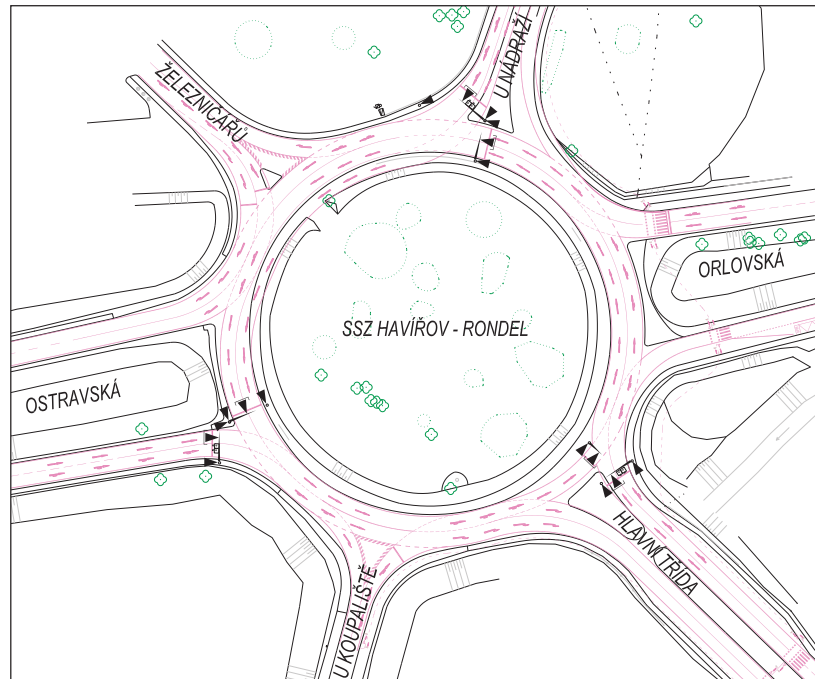 ŽELEZNIČÁŘŮ
U NÁDRAŽÍ
ORLOVSKÁ
SSZ HAVÍŘOV - RONDEL
OSTRAVSKÁ
HLAVNÍ TŘÍDA
U KOUPALIŠTĚ